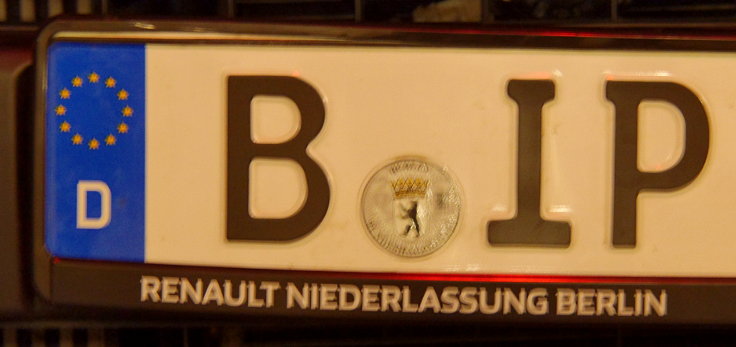 D
B IP
RENAULT NIEDERLASSUNG BERLIN